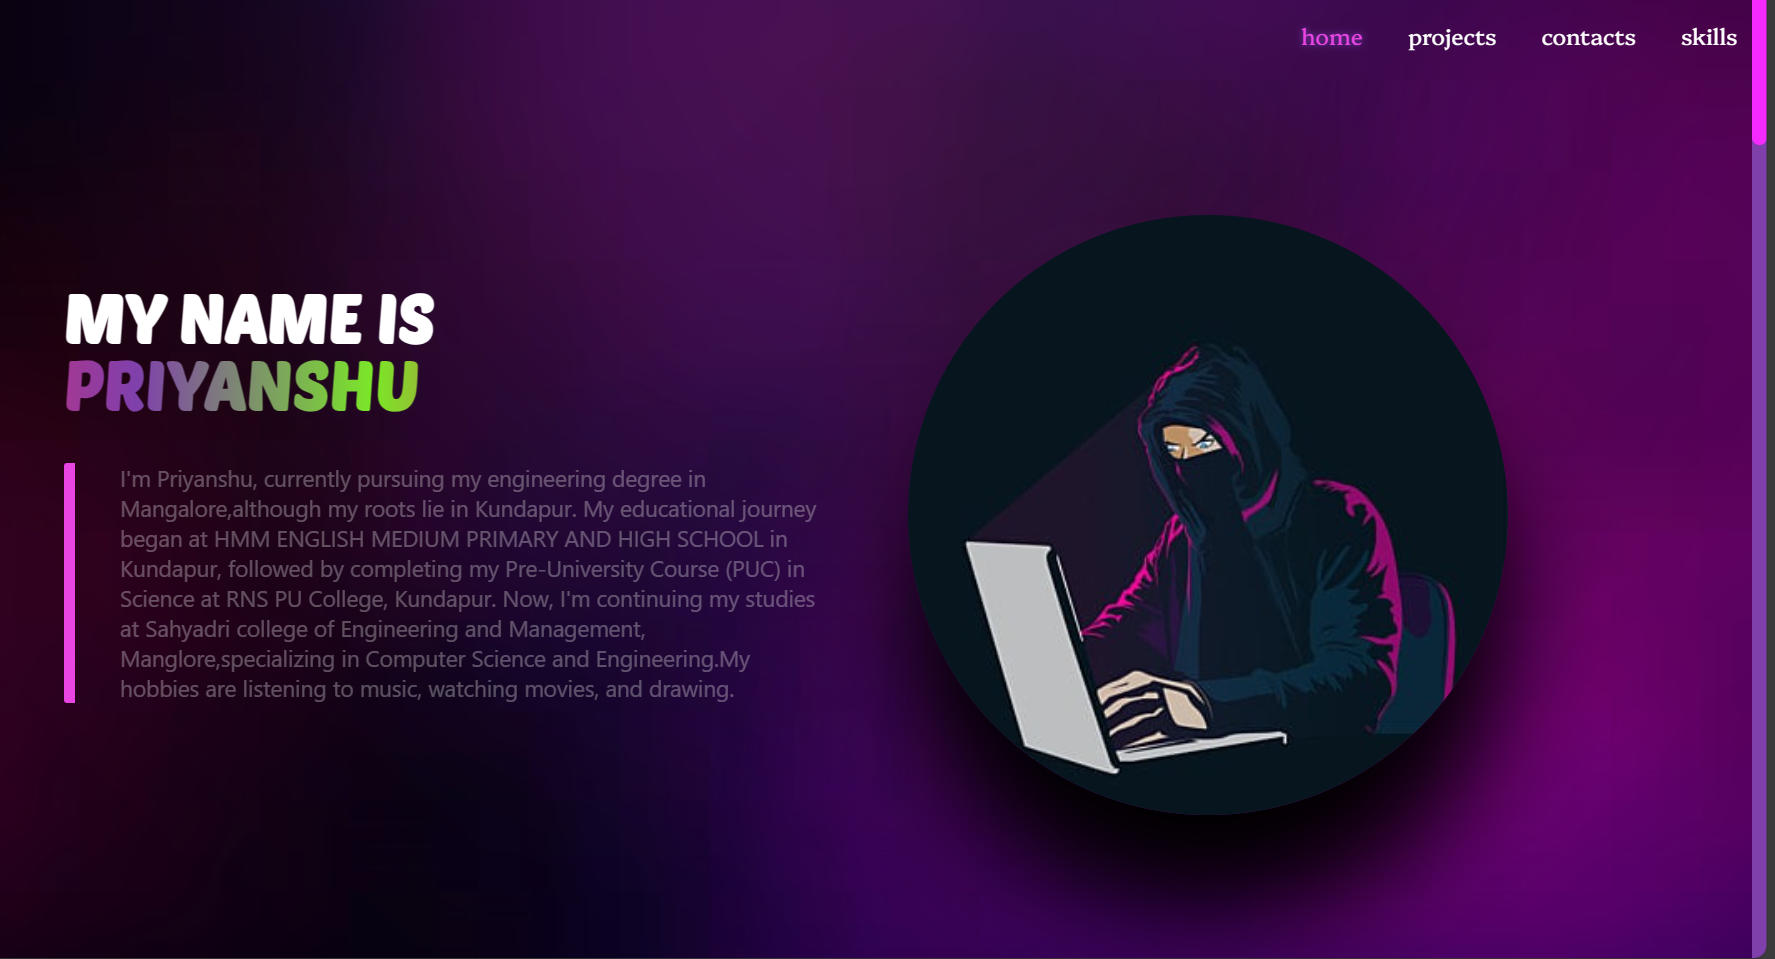 home projects contacts skills
MY NAME IS
PRIYANSHU
I'm Priyanshu, currently pursuing my engineering degree in
Mangalore,although my roots lie in Kundapur. My educational journey
began at HMM ENGLISH MEDIUM PRIMARY AND HIGH SCHOOL in
Kundapur, followed by completing my Pre-University Course (PUC) in
Science at RNS PU College, Kundapur. Now, I'm continuing my studies
at Sahyadri college of Engineering and Management,
Manglore,specializing in Computer Science and Engineering.My
hobbies are listening to music, watching movies, and drawing.